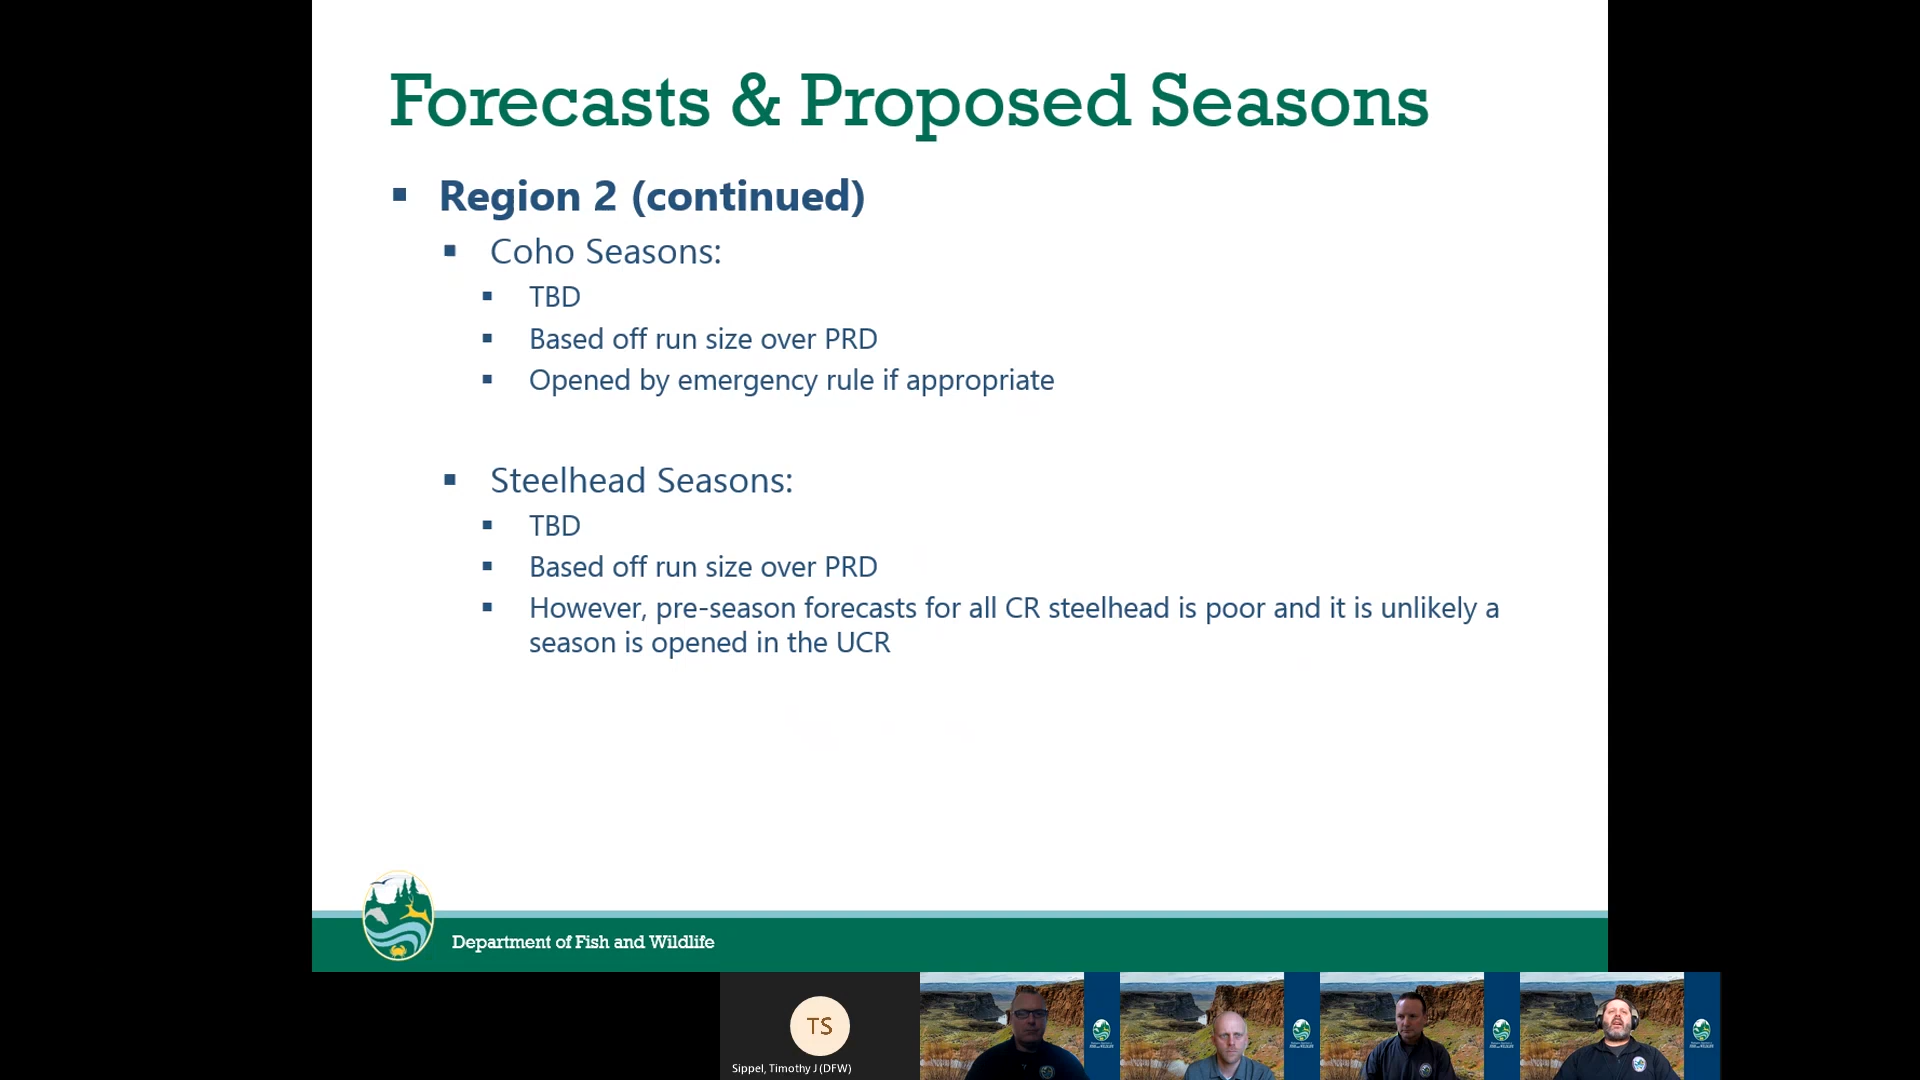 Forecasts & Proposed Seasons
Region 2 (continued)
Coho Seasons:
TBD
Based off run size over PRD
Opened by emergency rule if appropriate
Steelhead Seasons:
TBD
Based off run size over PRD
However, pre-season forecasts for all CR steelhead is poor and it is unlikely a
season is opened in the UCR
Department of Fish and Wildlife
TS
Sippel, Timothy J (DFW)